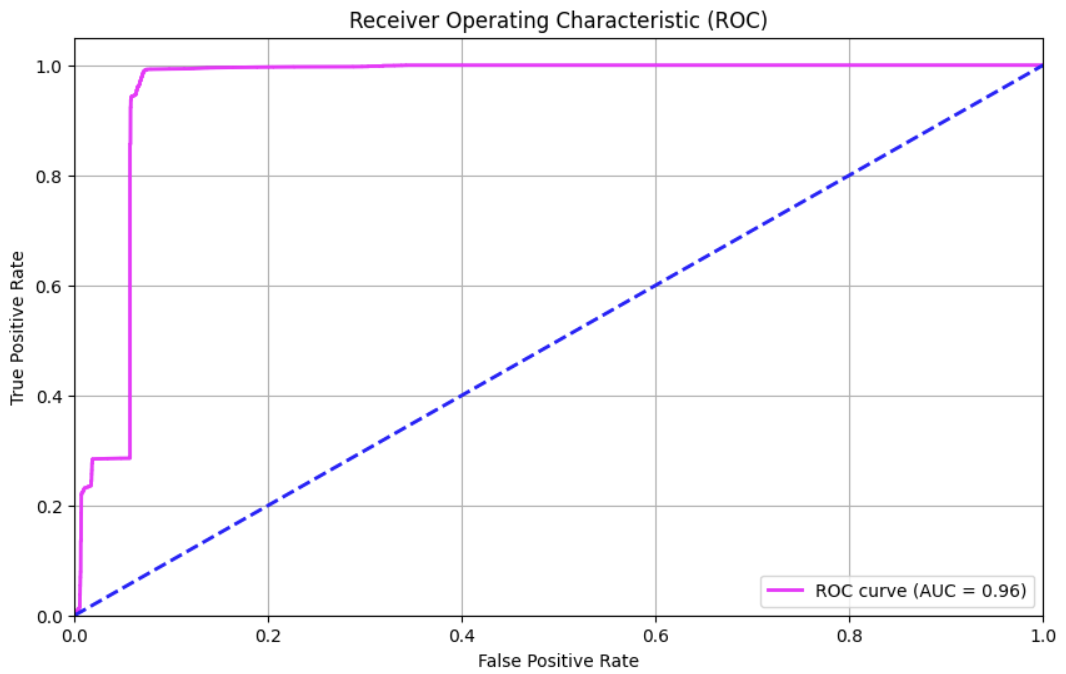 Receiver Operating Characteristic (ROC)
1.0
0.8
0.6
0.4
0.2
0.0
True Positive Rate
0.0 0.2 0.4 0.6 0.8 1.0
False Positive Rate
ROC curve (AUC = 0.96)